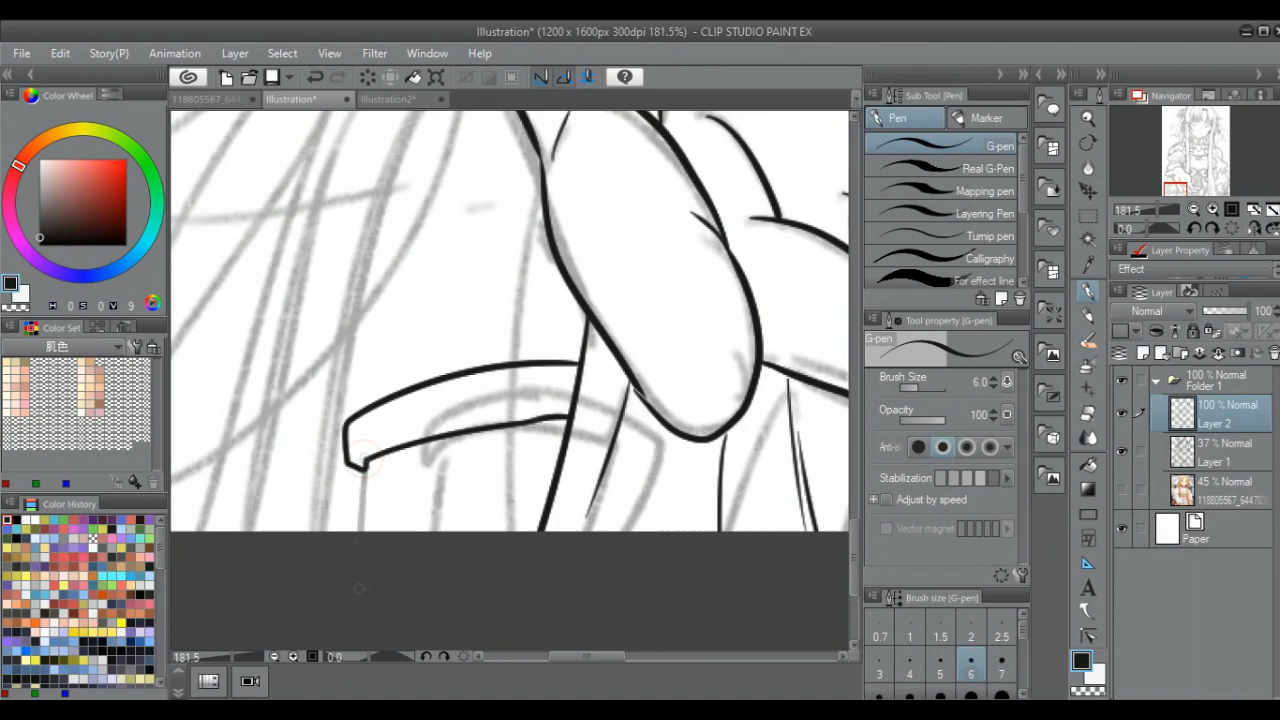 Illustration* (1200 x 1600px 300dpi 181.5%) - CLIP STUDIO PAINT EX
File Edit Story(P) Animation Layer Select View Filter Window Help
Color Wheel
Illustration*
Illustration2*
Sub Tool [Pen]
Navigator
Pen
Marker
G-pen
Real G-Pen
Mapping pen
Layering Pen
Turnip pen
Calligraphy
For effect line
181.5
0.0
Layer Property
Effect
H 0 S 0 V 9
Layer
Normal 100
Color Set
肌色
Tool property [G-pen]
G-pen
Brush Size 6.0
Opacity 100
Anti-al
Stabilization
Adjust by speed
Vector magnet
100 % Normal
Folder 1
100 % Normal
Layer 2
37 % Normal
Layer 1
45 % Normal
118805567_64470
Paper
Color History
Brush size [G-pen]
0.7 1 1.5 2 2.5
3 4 5 6 7
181.5
0.0